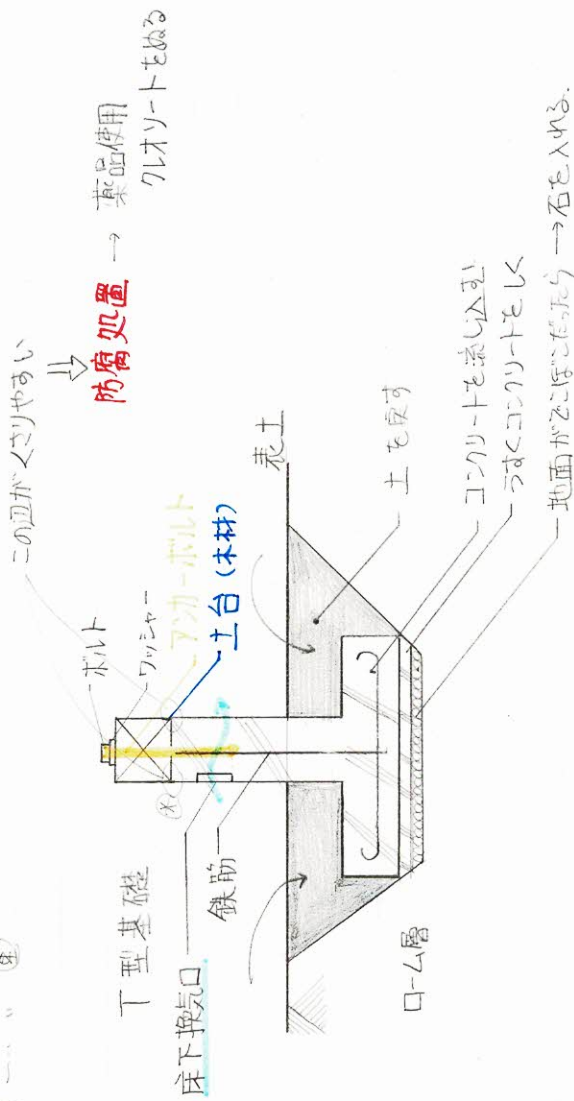 この辺がくさりやすい
防腐処置 → 薬品使用
クレオソートをぬる
ボルト
ワッシャー
アンカーボルト
土台(木材)
T型基礎
床下換気口
鉄筋
表土
土を戻す
ローム層
コンクリートを流し込む
うすくコンクリートをしく
地面がでこぼこだったら → 石を入れる.